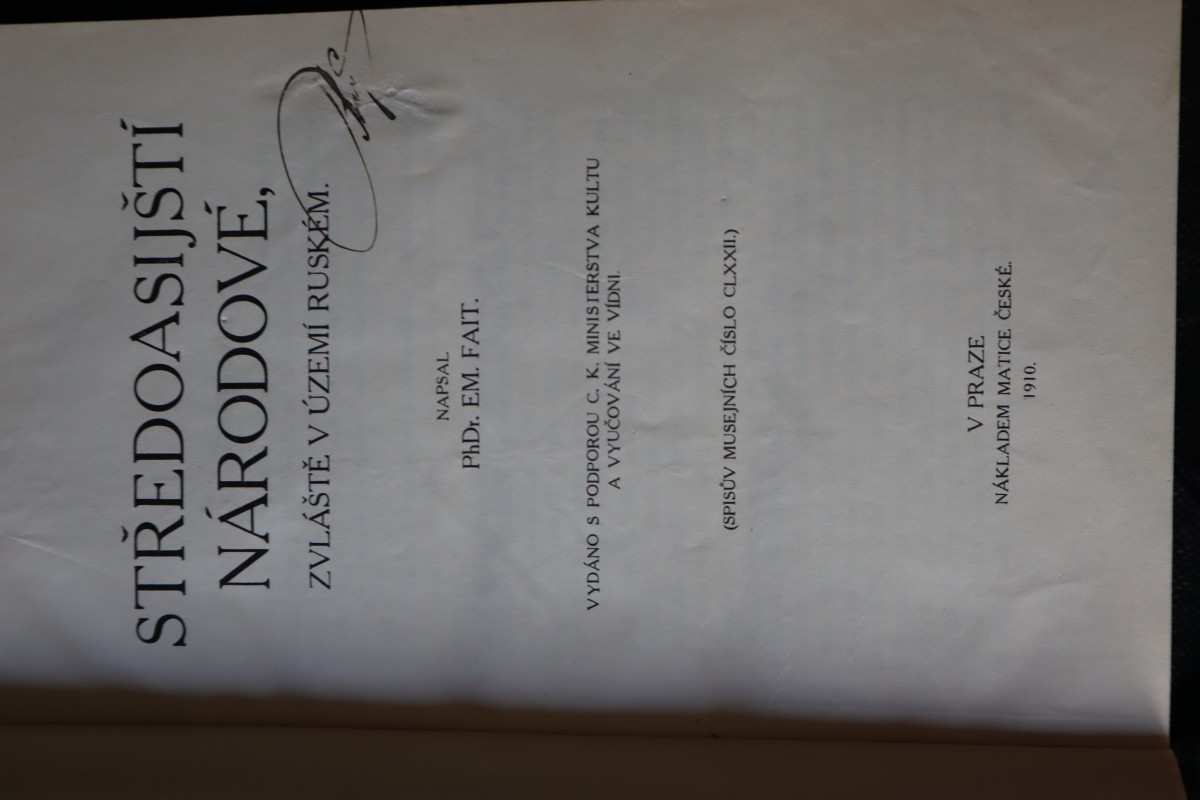 STŘEDOASIJŠTÍ
NÁRODOVÉ,
ZVLÁŠTĚ V ÚZEMÍ RUSKÉM.
NAPSAL
PhDr. EM. FAIT.
VYDÁNO S PODPOROU C. K. MINISTERSTVA KULTU
A VYUČOVÁNÍ VE VÍDNI.
(SPISŮV MUSEJNÍCH ČÍSLO CLXXII.)
V PRAZE
NÁKLADEM MATICE ČESKÉ.
1910.